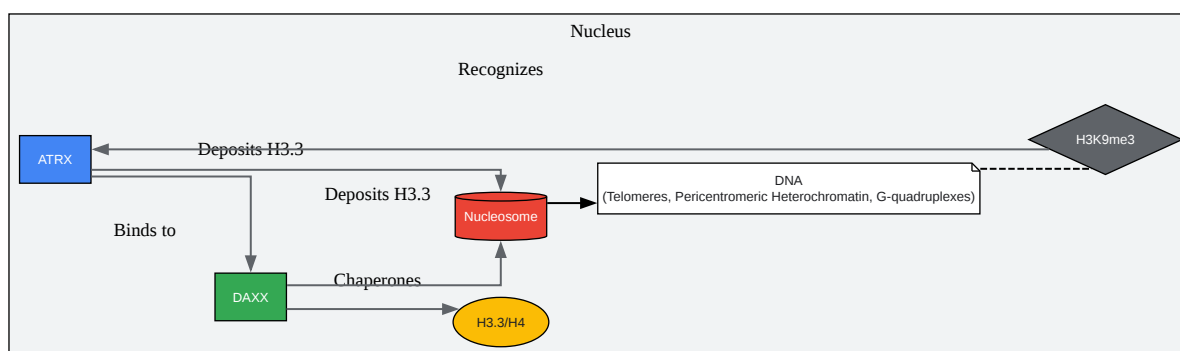 Nucleus
Recognizes
H3K9me3
Deposits H3.3
ATRX
DNA
(Telomeres, Pericentromeric Heterochromatin, G-quadruplexes)
Deposits H3.3
Nucleosome
Binds to
Chaperones
DAXX
H3.3/H4